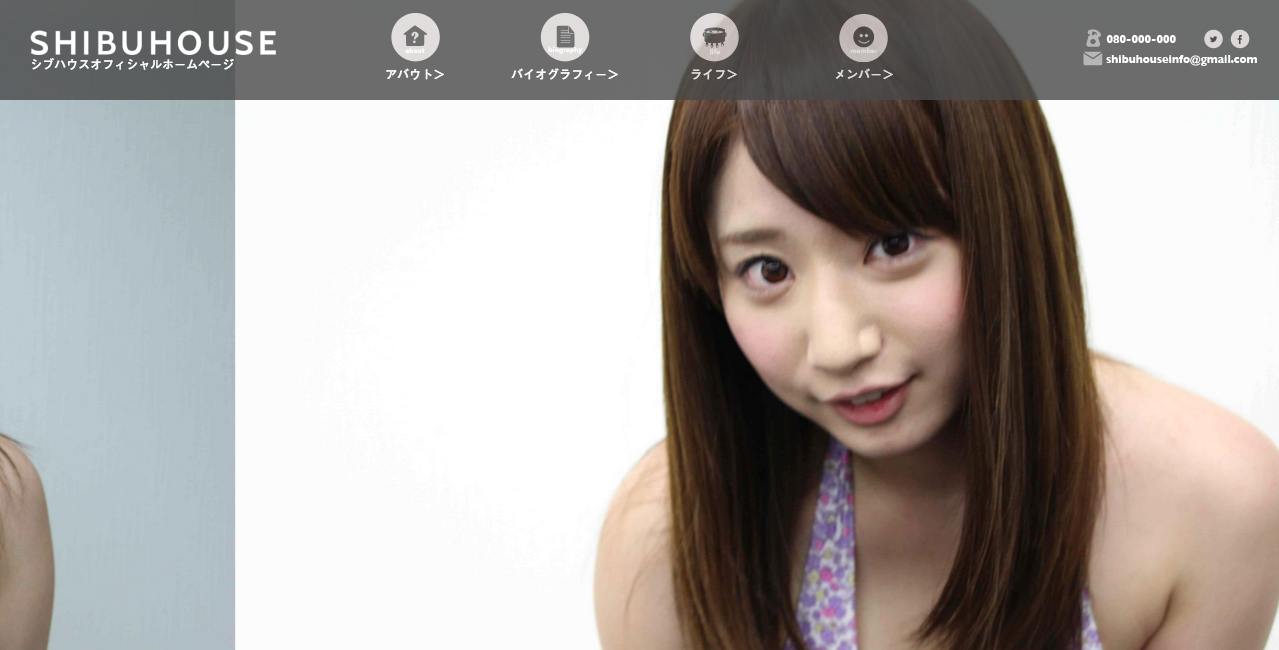 SHIBUHOUSE
シブハウスオフィシャルホームページ
about
アバウト>
biography
バイオグラフィー>
life
ライフ>
member
メンバー>
080-000-000
shibuhouseinfo@gmail.com